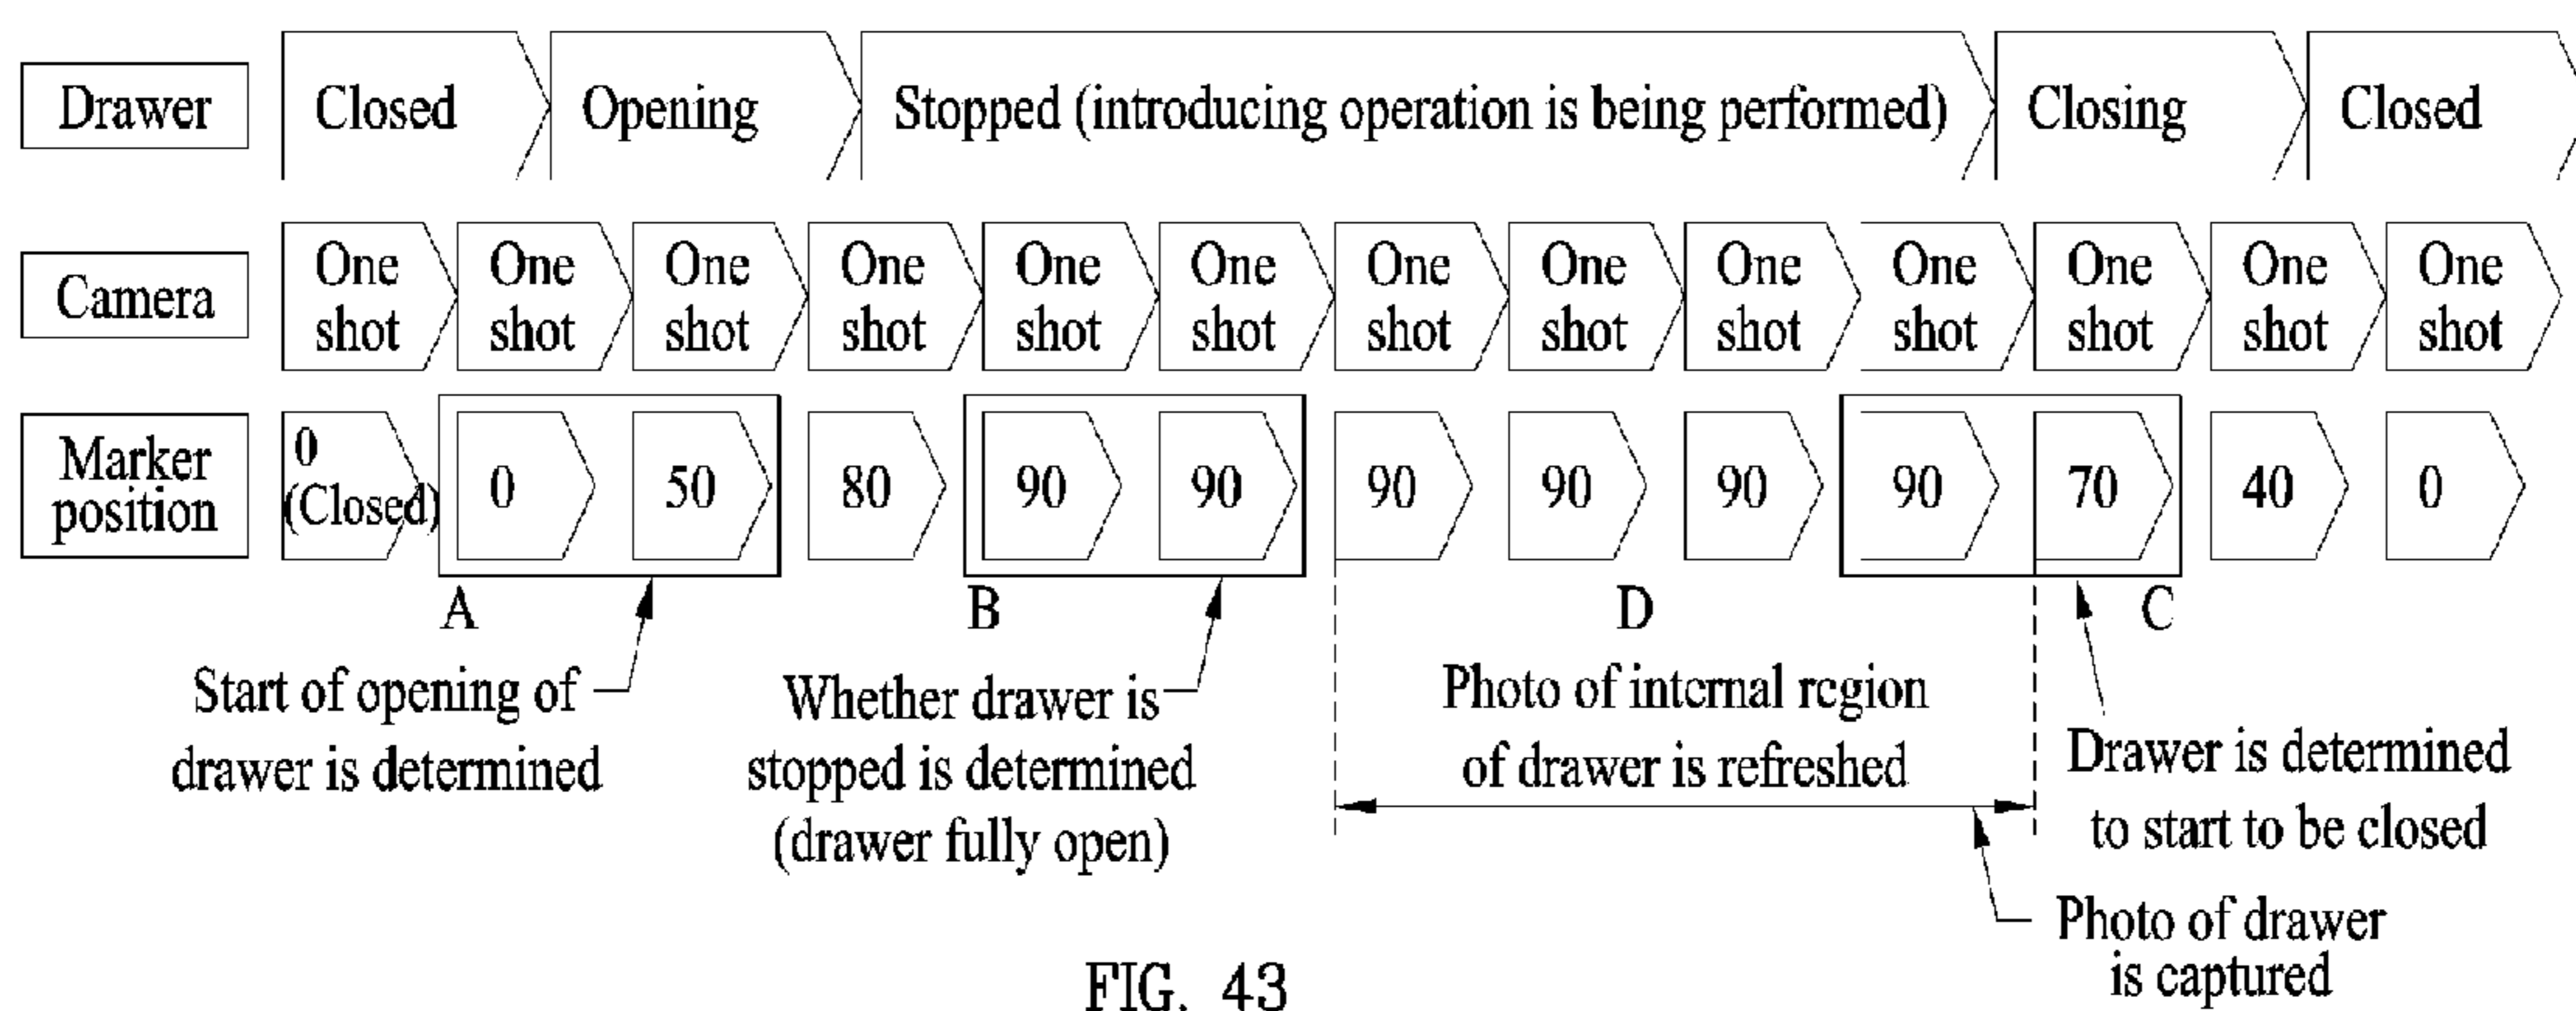 Drawer
Closed
Opening
Stopped (introducing operation is being performed)
Closing
Closed
Camera
One
shot
One
shot
One
shot
One
shot
One
shot
One
shot
One
shot
One
shot
One
shot
One
shot
One
shot
One
shot
One
shot
Marker
position
0
(Closed)
0
50
80
90
90
90
90
90
90
70
40
0
A
B
D
C
Start of opening of
drawer is determined
Whether drawer is
stopped is determined
(drawer fully open)
Photo of internal region
of drawer is refreshed
Drawer is determined
to start to be closed
Photo of drawer
is captured
FIG. 43